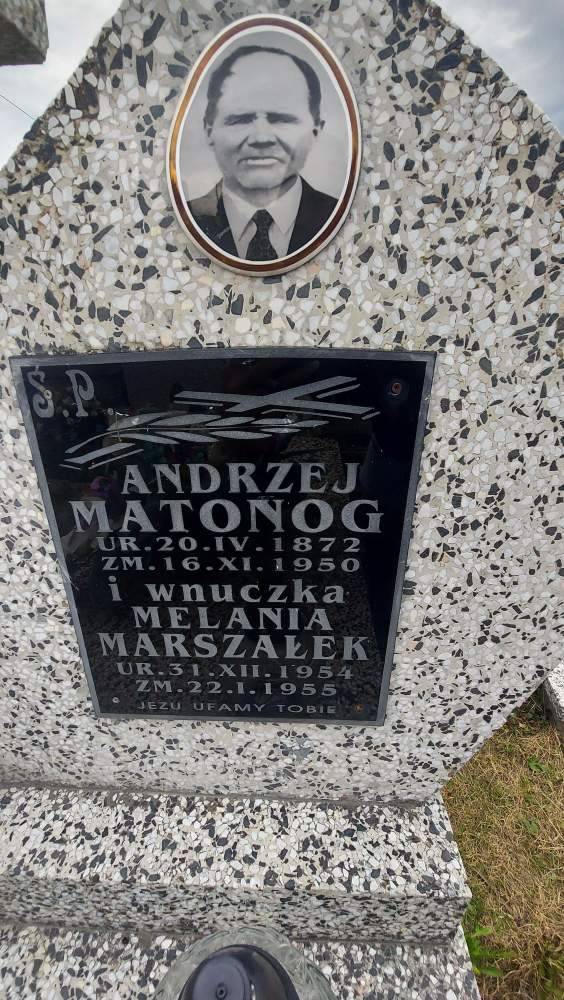 Ś.P.
ANDRZEJ
MATONOG
UR.20.IV.1872
ZM.16.XI.1950
i wnuczka
MELANIA
MARSZAŁEK
UR.31.XII.1954
ZM.22.I.1955
JEZU UFAMY TOBIE